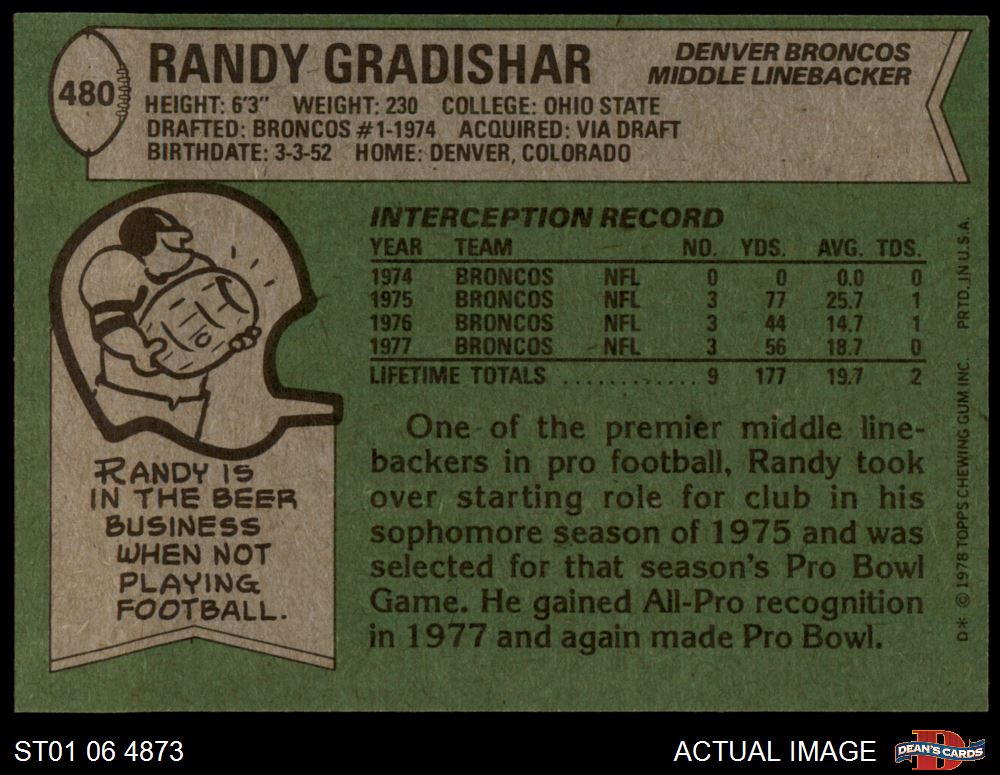 480
RANDY GRADISHAR
DENVER BRONCOS
MIDDLE LINEBACKER
HEIGHT: 6'3" WEIGHT: 230 COLLEGE: OHIO STATE
DRAFTED: BRONCOS #1-1974 ACQUIRED: VIA DRAFT
BIRTHDATE: 3-3-52 HOME: DENVER, COLORADO
INTERCEPTION RECORD
YEAR TEAM NO. YDS. AVG. TDS.
1974 BRONCOS NFL 0 0 0.0 0
1975 BRONCOS NFL 3 77 25.7 1
1976 BRONCOS NFL 3 44 14.7 1
1977 BRONCOS NFL 3 56 18.7 0
LIFETIME TOTALS ............ 9 177 19.7 2
One of the premier middle line-
backers in pro football, Randy took
over starting role for club in his
sophomore season of 1975 and was
selected for that season's Pro Bowl
Game. He gained All-Pro recognition
in 1977 and again made Pro Bowl.
RANDY IS
IN THE BEER
BUSINESS
WHEN NOT
PLAYING
FOOTBALL.
D* © 1978 TOPPS CHEWING GUM INC. PRTD. IN U.S.A.
ST01 06 4873
ACTUAL IMAGE
D
DEAN'S CARDS